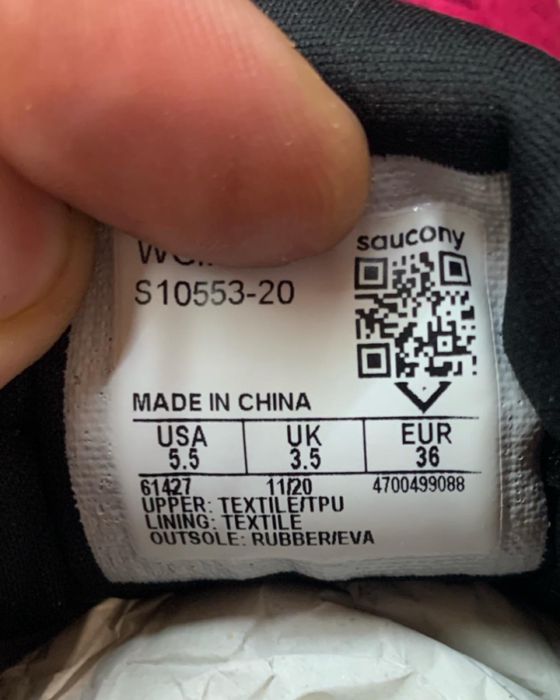 saucony
S10553-20
MADE IN CHINA
USA UK EUR
5.5 3.5 36
61427 11/20 4700499088
UPPER: TEXTILE/TPU
LINING: TEXTILE
OUTSOLE: RUBBER/EVA